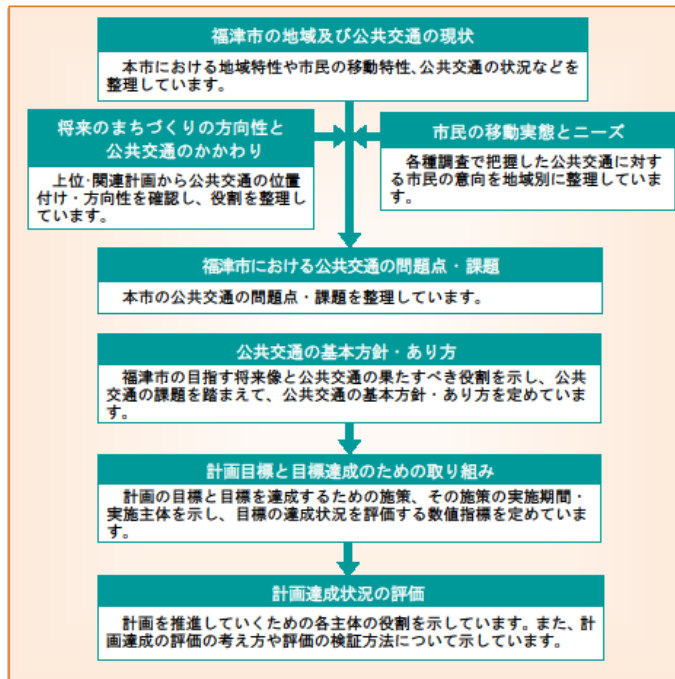 福津市の地域及び公共交通の現状
本市における地域特性や市民の移動特性、公共交通の状況などを
整理しています。
将来のまちづくりの方向性と
公共交通のかかわり
上位・関連計画から公共交通の位置
付け・方向性を確認し、役割を整理し
ています。
市民の移動実態とニーズ
各種調査で把握した公共交通に対す
る市民の意向を地域別に整理していま
す。
福津市における公共交通の問題点・課題
本市の公共交通の問題点・課題を整理しています。
公共交通の基本方針・あり方
福津市の目指す将来像と公共交通の果たすべき役割を示し、公共
交通の課題を踏まえて、公共交通の基本方針・あり方を定めていま
す。
計画目標と目標達成のための取り組み
計画の目標と目標を達成するための施策、その施策の実施期間・
実施主体を示し、目標の達成状況を評価する数値指標を定めていま
す。
計画達成状況の評価
計画を推進していくための各主体の役割を示しています。また、計
画達成の評価の考え方や評価の検証方法について示しています。